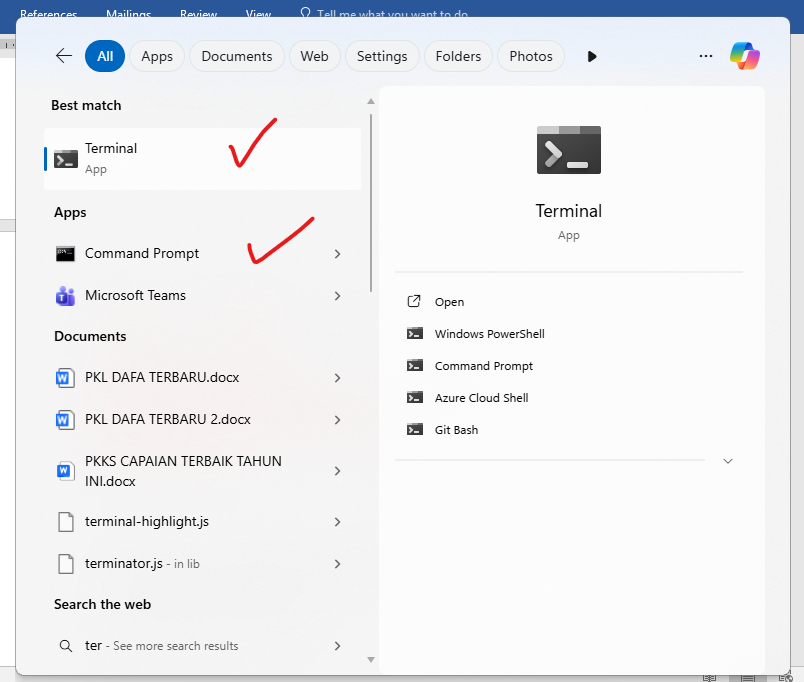 References Mailings Review View Tell me what you want to do
All Apps Documents Web Settings Folders Photos
Best match
Terminal
App
Apps
Command Prompt
Microsoft Teams
Documents
PKL DAFA TERBARU.docx
PKL DAFA TERBARU 2.docx
PKKS CAPAIAN TERBAIK TAHUN
INI.docx
terminal-highlight.js
terminator.js - in lib
Search the web
ter - See more search results
Terminal
App
Open
Windows PowerShell
Command Prompt
Azure Cloud Shell
Git Bash